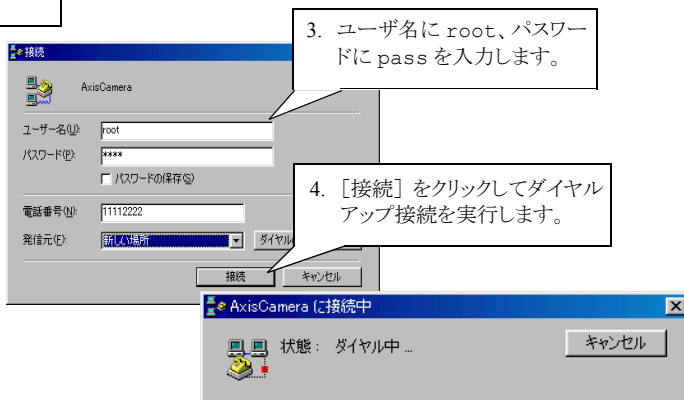 3. ユーザ名に root、パスワー
ドに pass を入力します。
接続
AxisCamera
ユーザー名(U):
root
パスワード(P):
****
パスワードの保存(S)
電話番号(N):
11112222
発信元(F):
新しい場所
接続
キャンセル
4. ［接続］をクリックしてダイヤル
アップ接続を実行します。
AxisCamera に接続中
状態： ダイヤル中 ...
キャンセル